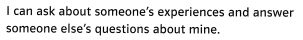 I can ask about someone's experiences and answer
someone else's questions about mine.